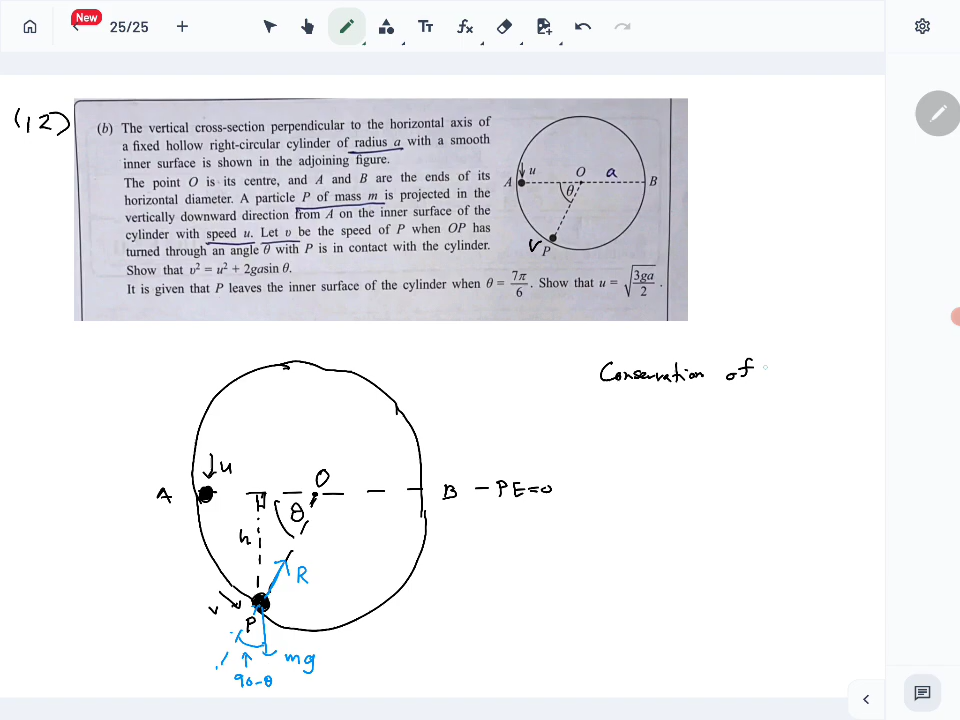 New
25/25
Tт
fx
(12)
(b) The vertical cross-section perpendicular to the horizontal axis of
a fixed hollow right-circular cylinder of radius a with a smooth
inner surface is shown in the adjoining figure.
The point O is its centre, and A and B are the ends of its
horizontal diameter. A particle P of mass m is projected in the
vertically downward direction from A on the inner surface of the
cylinder with speed u. Let υ be the speed of P when OP has
turned through an angle θ with P is in contact with the cylinder.
Show that υ² = u² + 2ga sin θ.
It is given that P leaves the inner surface of the cylinder when θ = 7π/6. Show that u = √(3ga/2).
u
O
a
A
B
θ
v
P
Conservation of
u
O
A
B - PE=0
θ
h
R
v
P
mg
90-θ